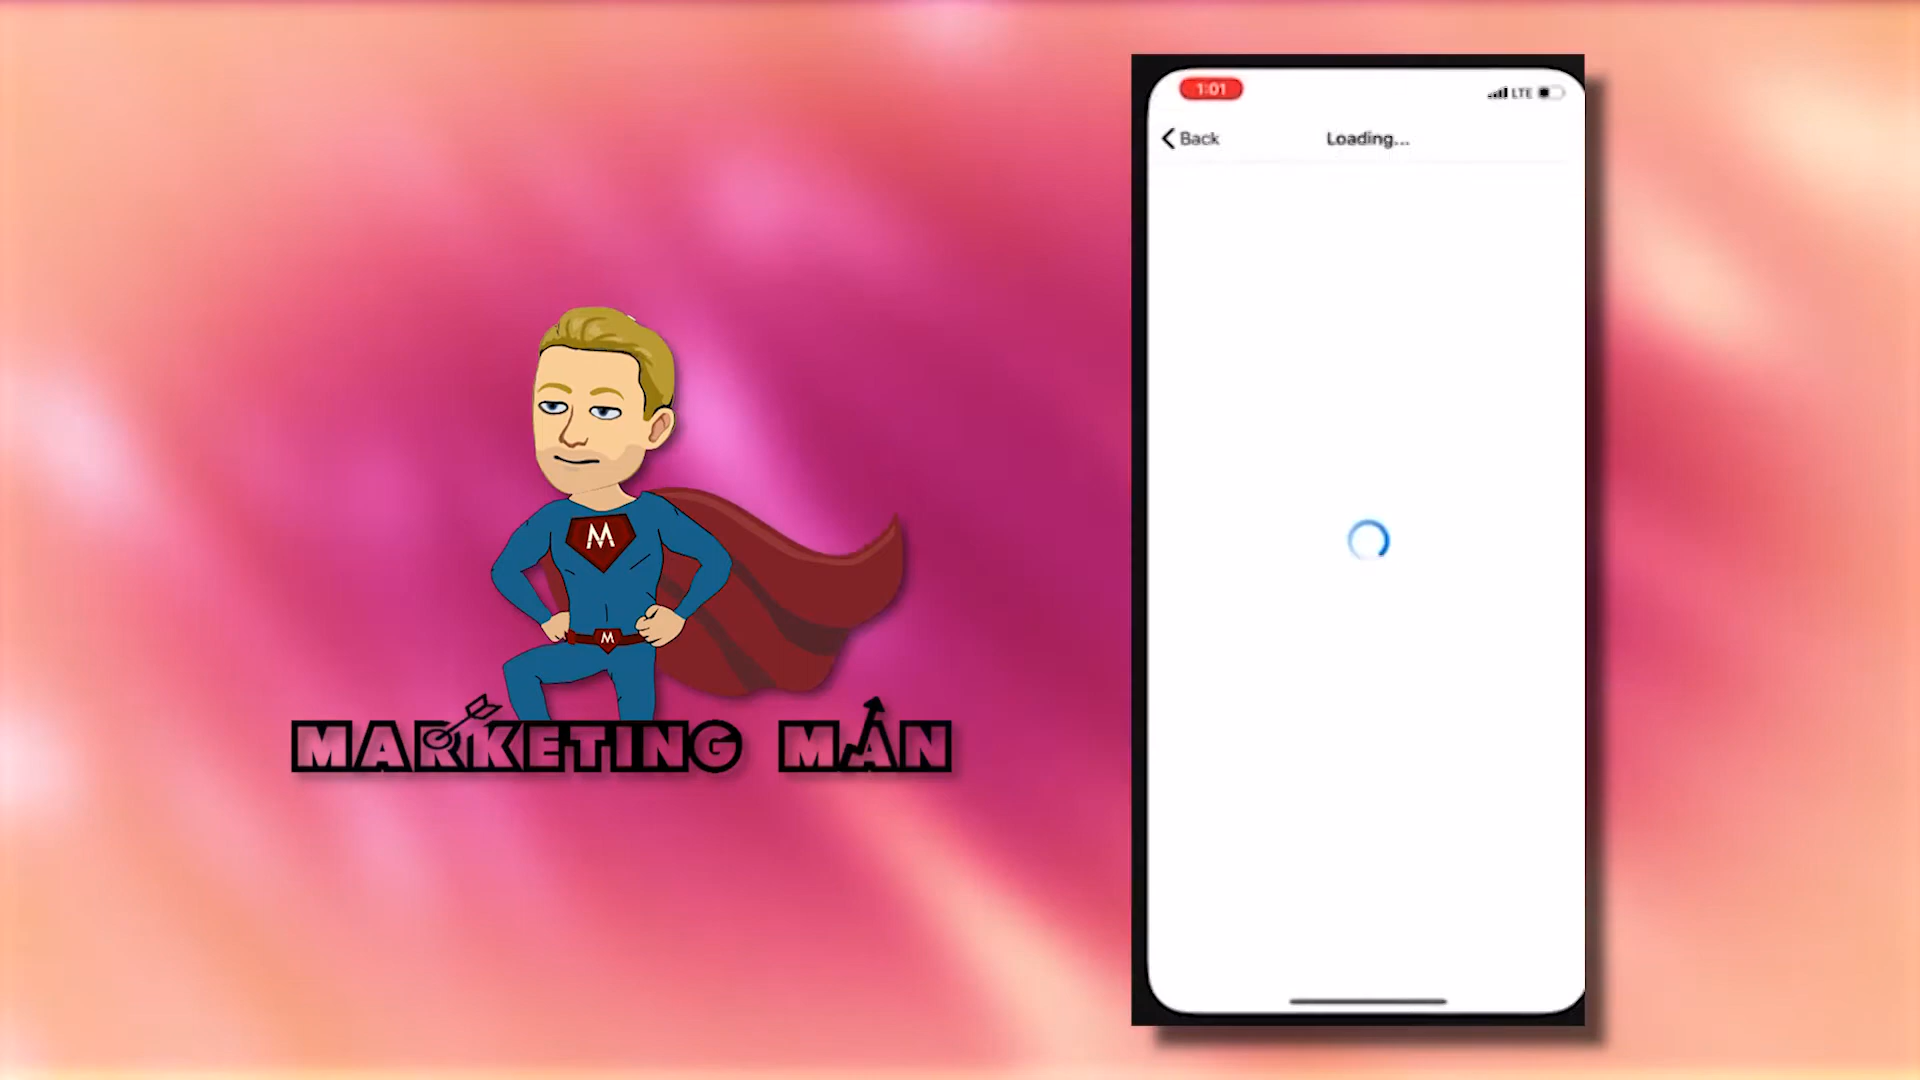 M
M
MARKETING MAN
1:01
LTE
Back
Loading...